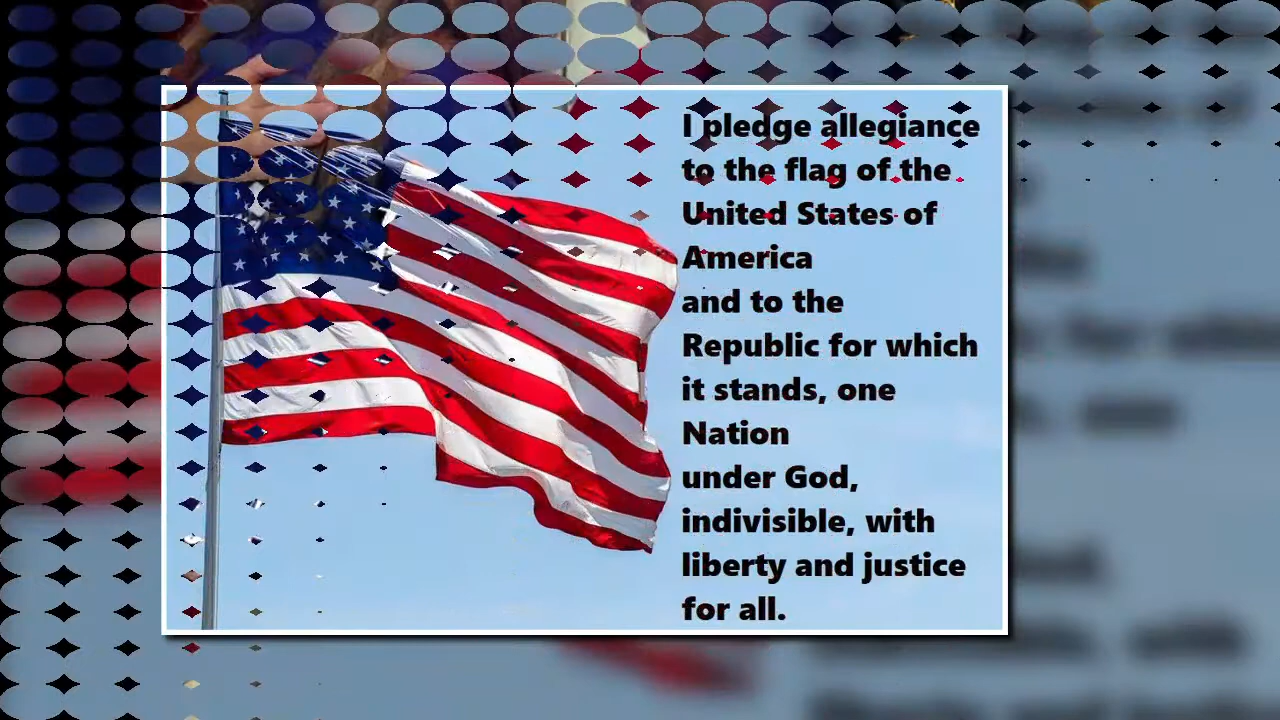 I pledge allegiance
to the flag of the
United States of
America
and to the
Republic for which
it stands, one
Nation
under God,
indivisible, with
liberty and justice
for all.